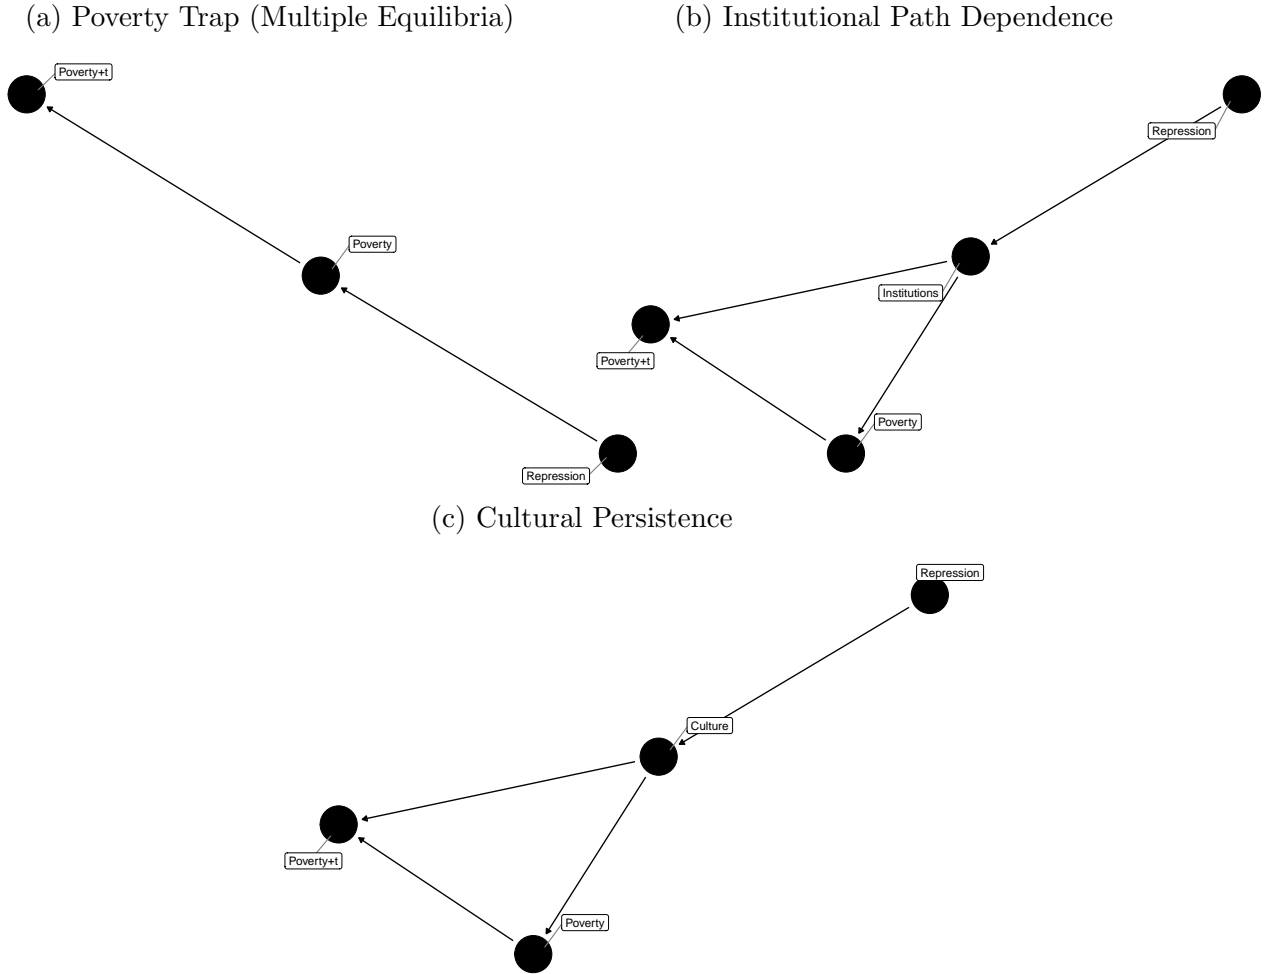 (a) Poverty Trap (Multiple Equilibria)
Poverty+t
Poverty
Repression
(b) Institutional Path Dependence
Repression
Institutions
Poverty+t
Poverty
(c) Cultural Persistence
Repression
Culture
Poverty+t
Poverty